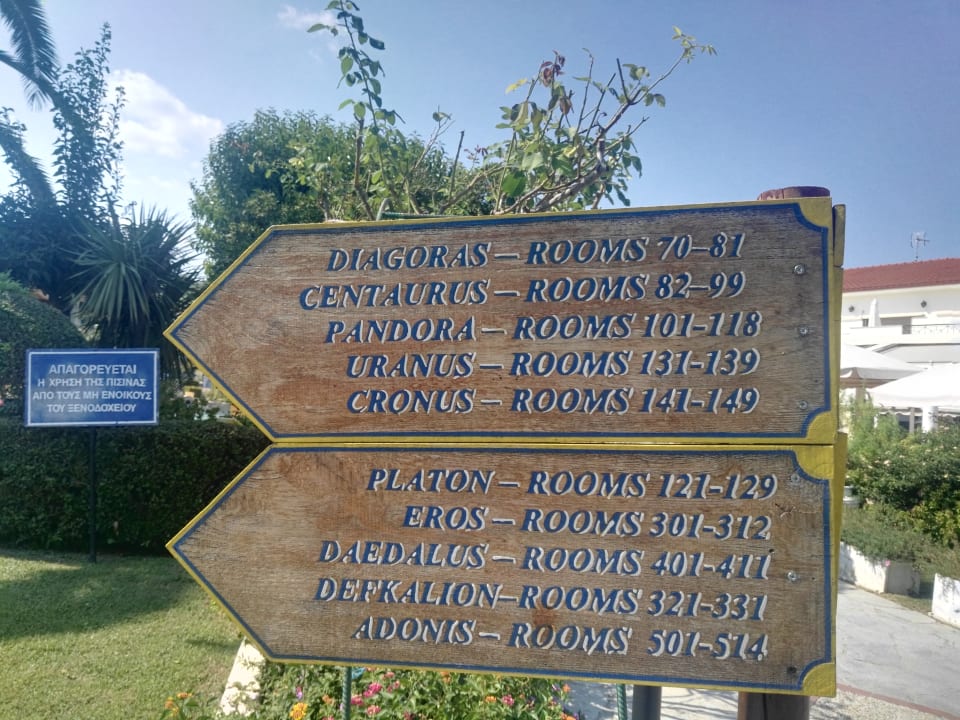 DIAGORAS – ROOMS 70–81
CENTAURUS – ROOMS 82–99
PANDORA – ROOMS 101-118
URANUS – ROOMS 131-139
CRONUS – ROOMS 141-149
PLATON – ROOMS 121-129
EROS – ROOMS 301-312
DAEDALUS – ROOMS 401-411
DEFKALION–ROOMS 321-331
ADONIS – ROOMS 501-514
ΑΠΑΓΟΡΕΥΕΤΑΙ
Η ΧΡΗΣΗ ΤΗΣ ΠΙΣΙΝΑΣ
ΑΠΟ ΤΟΥΣ ΜΗ ΕΝΟΙΚΟΥΣ
ΤΟΥ ΞΕΝΟΔΟΧΕΙΟΥ